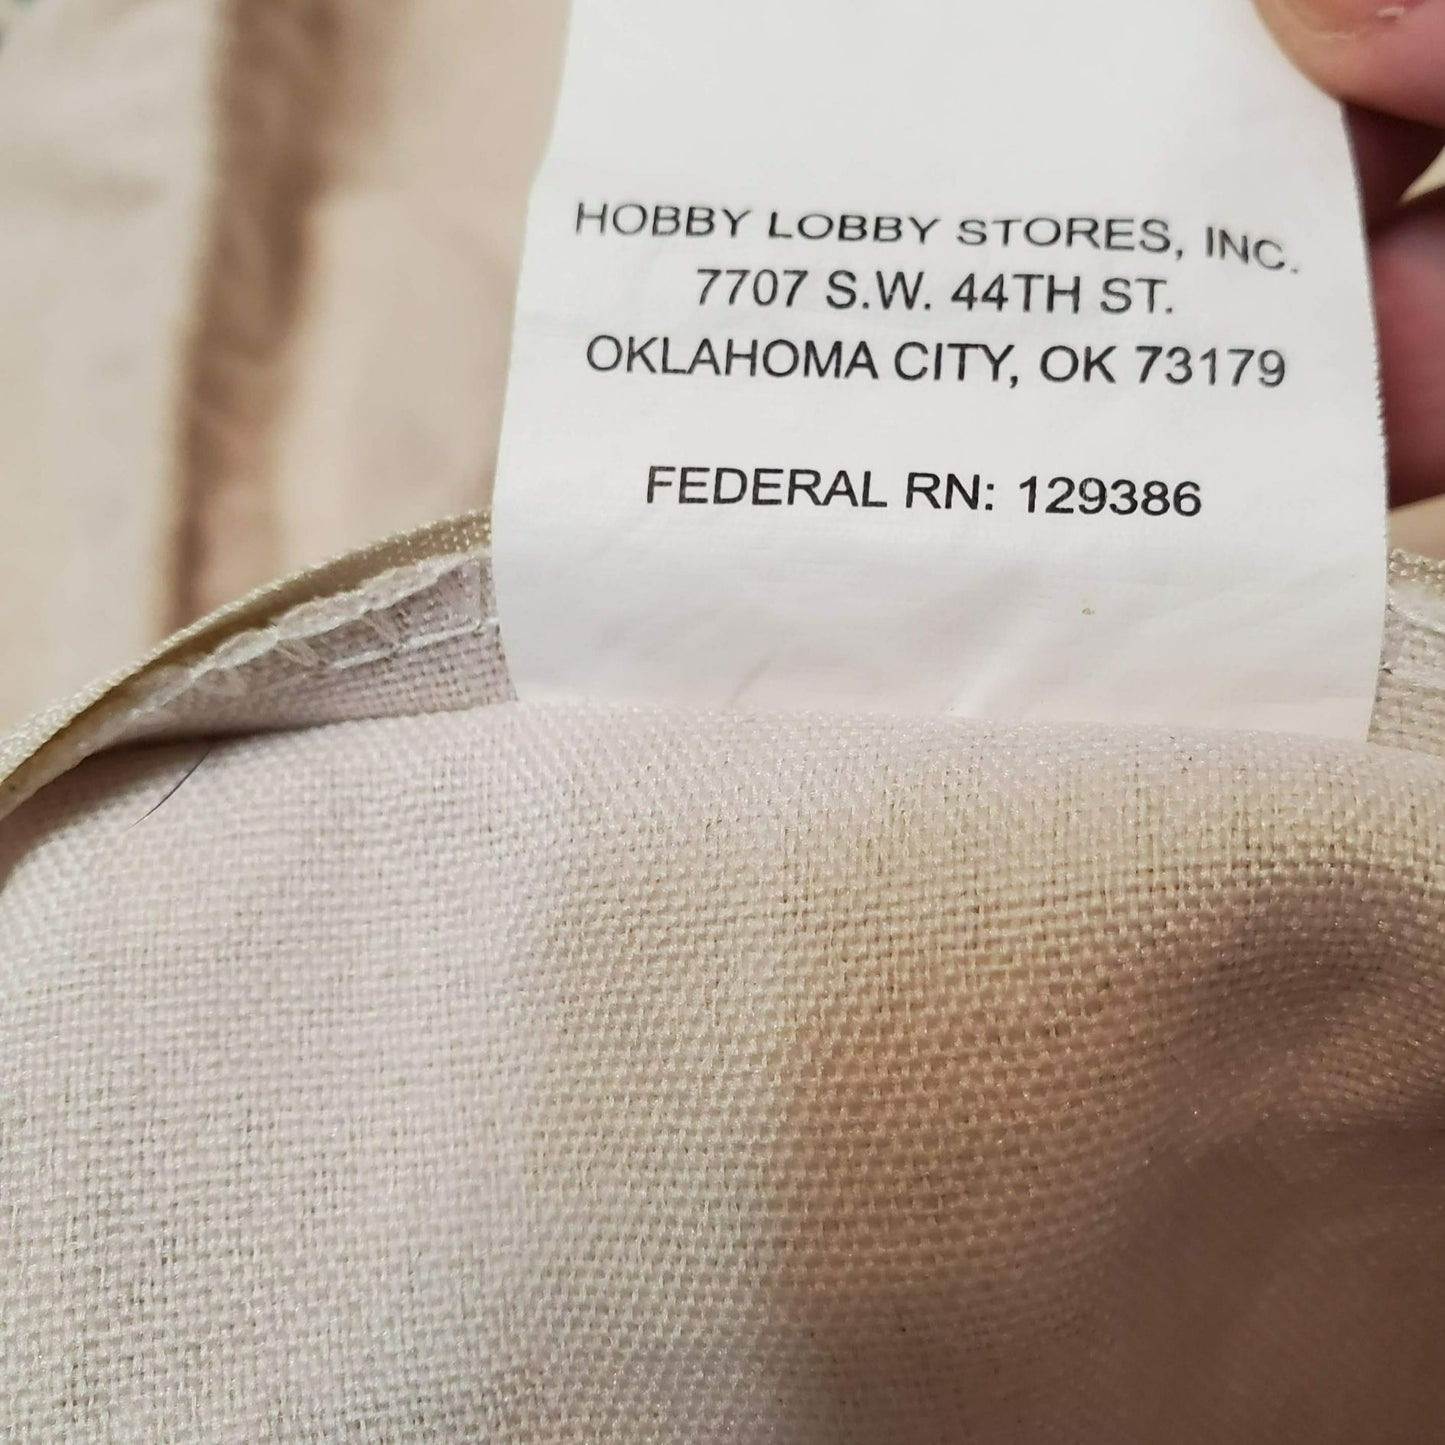 HOBBY LOBBY STORES, INC.
7707 S.W. 44TH ST.
OKLAHOMA CITY, OK 73179
FEDERAL RN: 129386